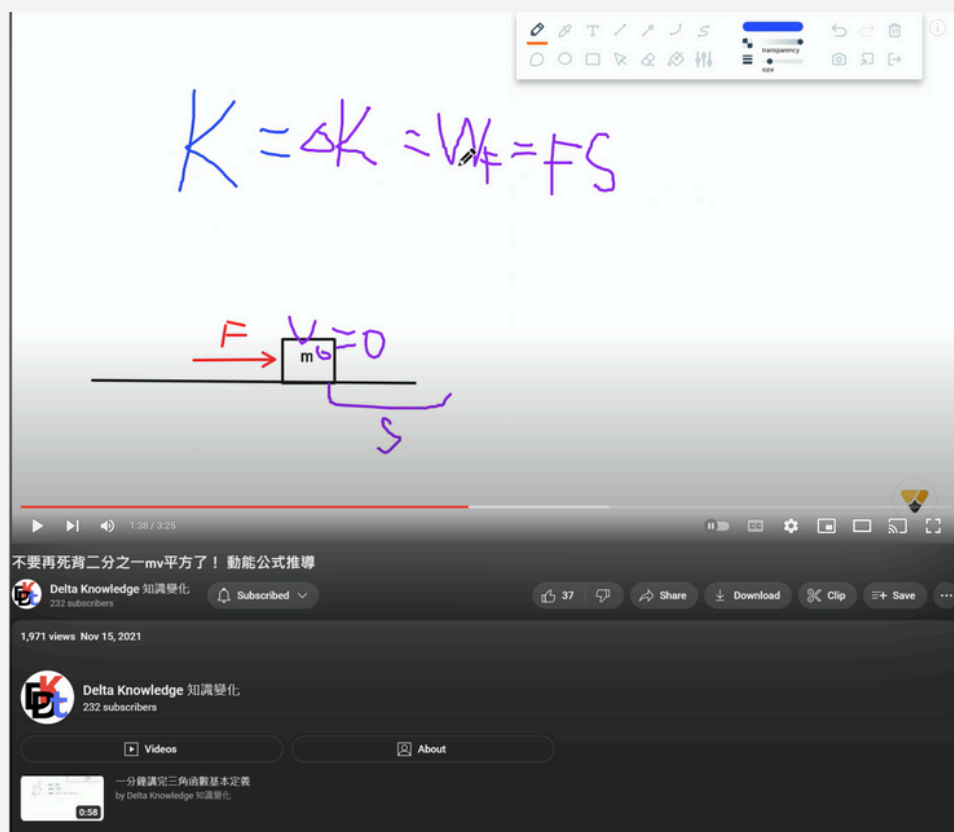 T
S
transparency
size
K = ΔK = W_F = FS
F
V_0 = 0
m
S
1:38 / 3:25
CC
不要再死背二分之一mv平方了！ 動能公式推導
Delta Knowledge 知識變化
232 subscribers
Subscribed
37
Share
Download
Clip
Save
1,971 views Nov 15, 2021
DKt
Delta Knowledge 知識變化
232 subscribers
Videos
About
一分鐘講完三角函數基本定義
by Delta Knowledge 知識變化
0:58